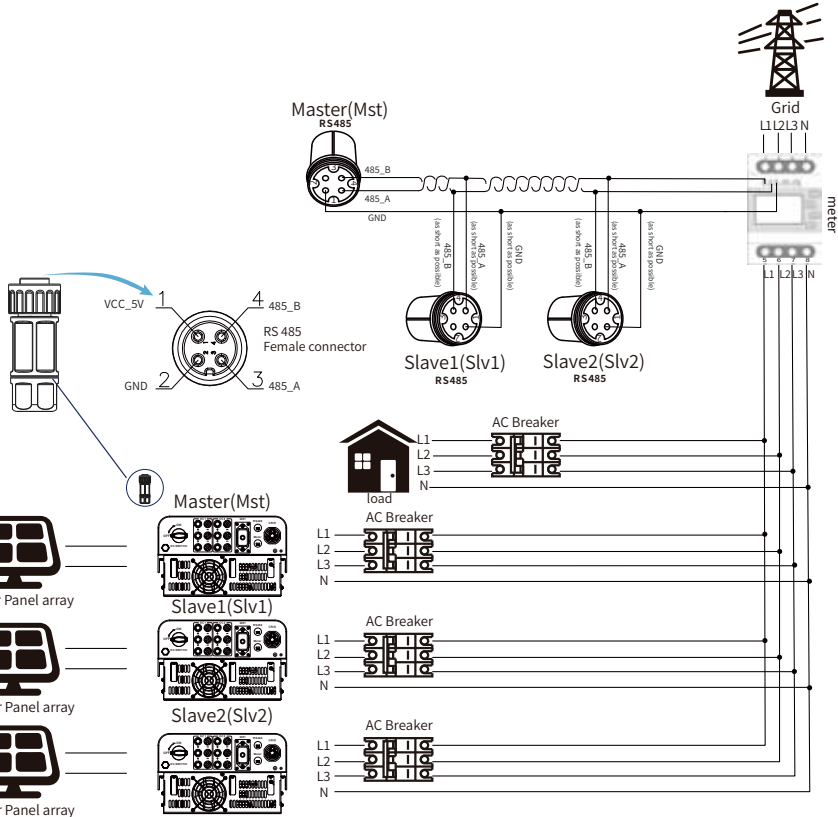 Grid
L1 L2 L3 N
meter
5 6 7 8
L1 L2 L3 N
Master(Mst)
RS485
485_B
485_A
GND
485_B
(as short as possible)
485_A
(as short as possible)
GND
(as short as possible)
485_B
(as short as possible)
485_A
(as short as possible)
GND
(as short as possible)
Slave1(Slv1)
RS485
Slave2(Slv2)
RS485
VCC_5V
1
4
485_B
RS 485
Female connector
GND
2
3
485_A
AC Breaker
L1
L2
L3
N
load
Master(Mst)
AC Breaker
L1
L2
L3
N
Panel array
Slave1(Slv1)
AC Breaker
L1
L2
L3
N
Panel array
Slave2(Slv2)
AC Breaker
L1
L2
L3
N
Panel array